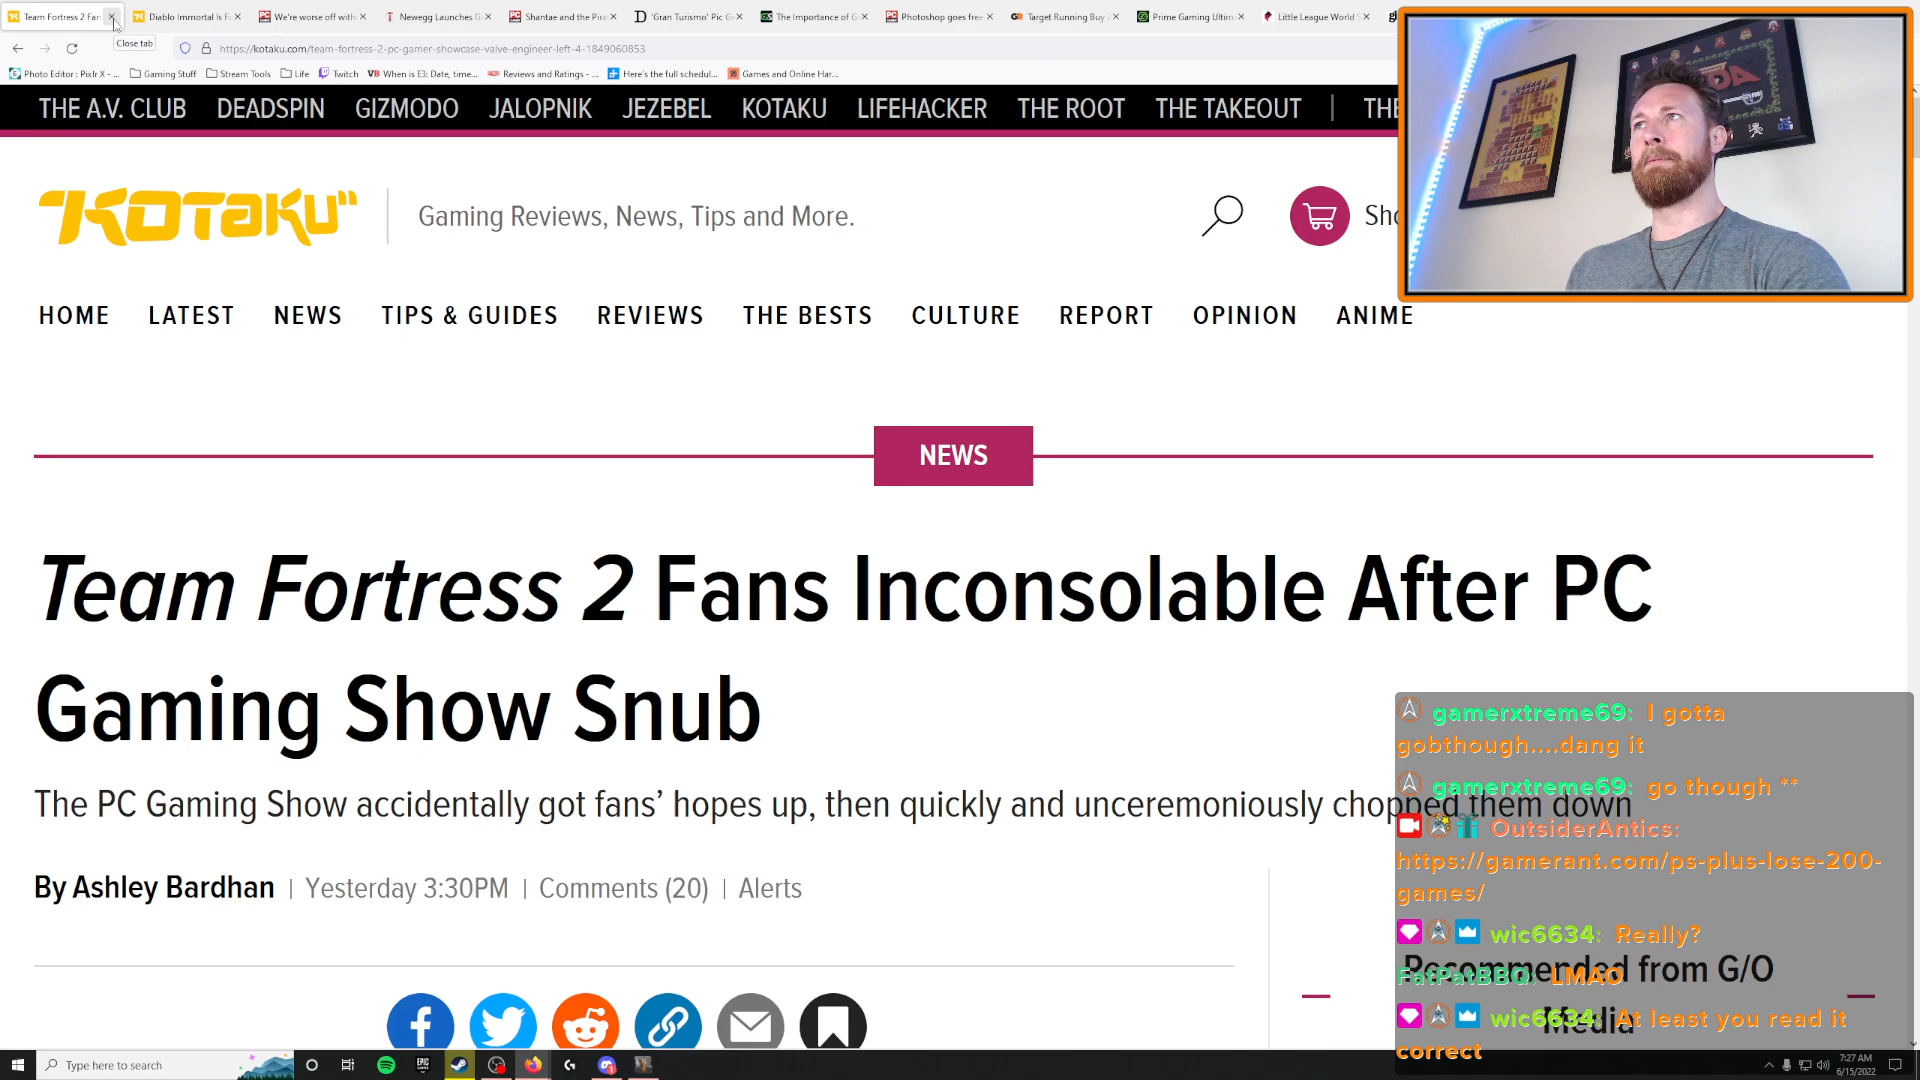 Team Fortress 2 Fan
Diablo Immortal Is F
We're worse off with
Newegg Launches G
Shantae and the Pira
'Gran Turismo' Pic G
The Importance of G
Photoshop goes free
Target Running Buy 2
Prime Gaming Ultim
Little League World S
Close tab
https://kotaku.com/team-fortress-2-pc-gamer-showcase-valve-engineer-left-4-1849060853
Photo Editor : Pixlr X - ...
Gaming Stuff
Stream Tools
Life
Twitch
When is E3: Date, time...
Reviews and Ratings - ...
Here's the full schedul...
Games and Online Har...
THE A.V. CLUB DEADSPIN GIZMODO JALOPNIK JEZEBEL KOTAKU LIFEHACKER THE ROOT THE TAKEOUT | THE
KOTAKU
Gaming Reviews, News, Tips and More.
Sho
HOME LATEST NEWS TIPS & GUIDES REVIEWS THE BESTS CULTURE REPORT OPINION ANIME
NEWS
Team Fortress 2 Fans Inconsolable After PC
Gaming Show Snub
The PC Gaming Show accidentally got fans' hopes up, then quickly and unceremoniously chopped them down
By Ashley Bardhan | Yesterday 3:30PM | Comments (20) | Alerts
Recommended from G/O
Media
gamerxtreme69: I gotta
gobthough....dang it
gamerxtreme69: go though **
OutsiderAntics:
https://gamerant.com/ps-plus-lose-200-
games/
wic6634: Really?
FatPatBBQ: LMAO
wic6634: At least you read it
correct
Type here to search
7:27 AM
6/15/2022